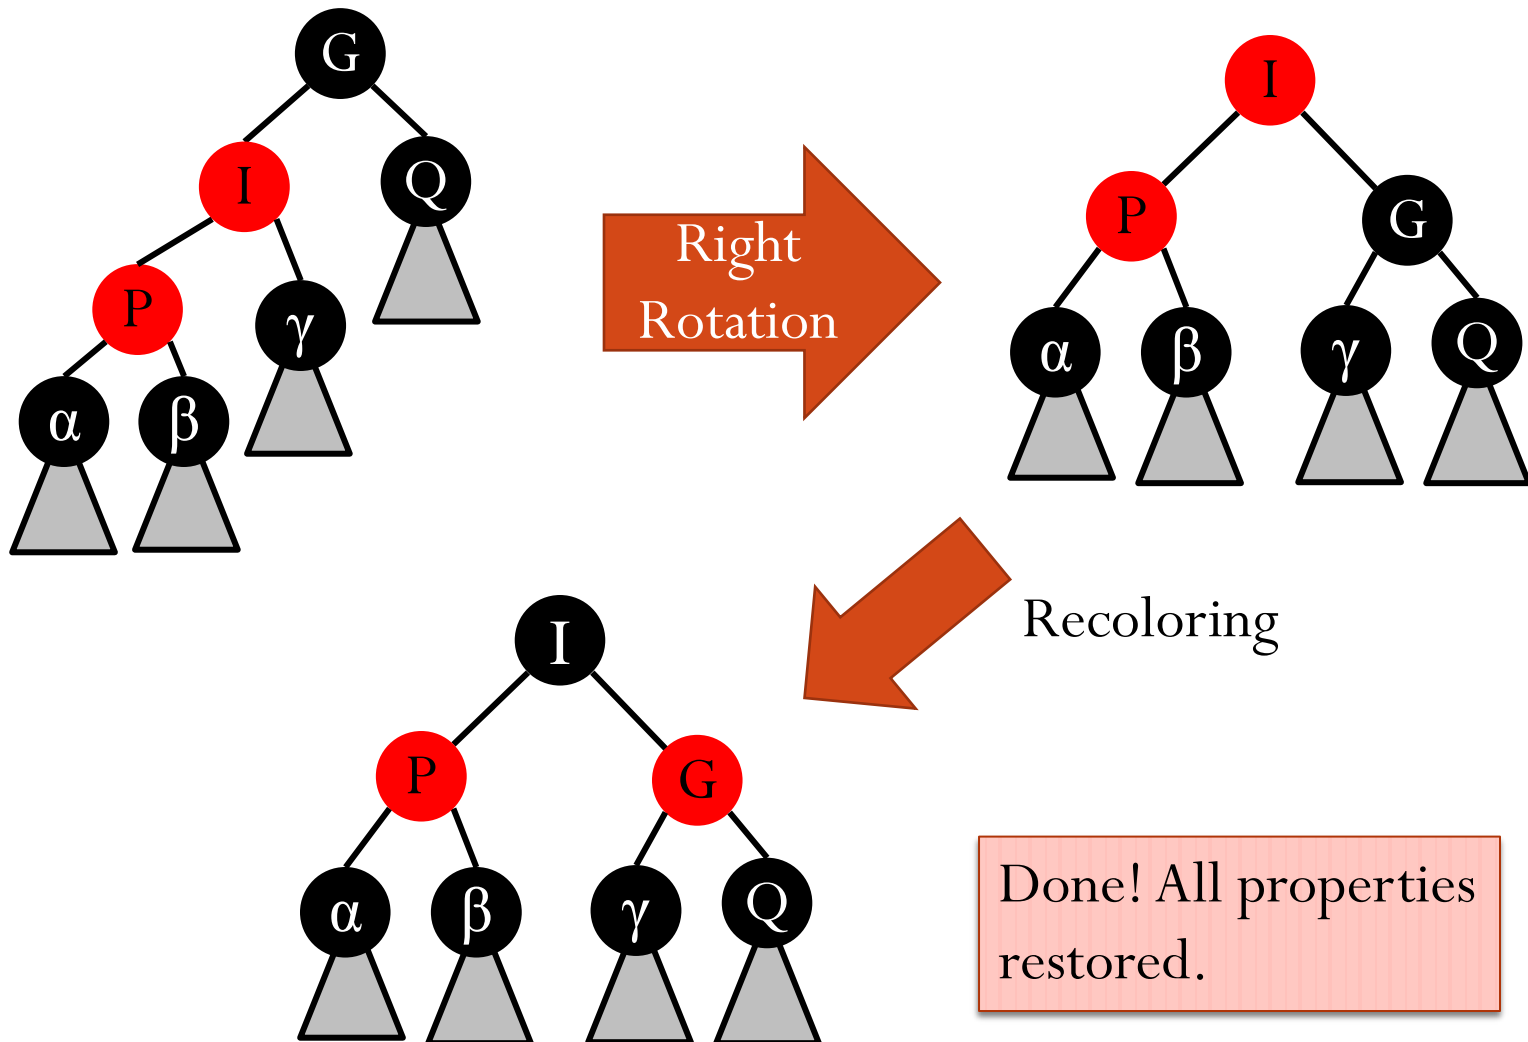 G
I
Q
P
γ
α
β
Right
Rotation
I
P
G
α
β
γ
Q
Recoloring
I
P
G
α
β
γ
Q
Done! All properties
restored.